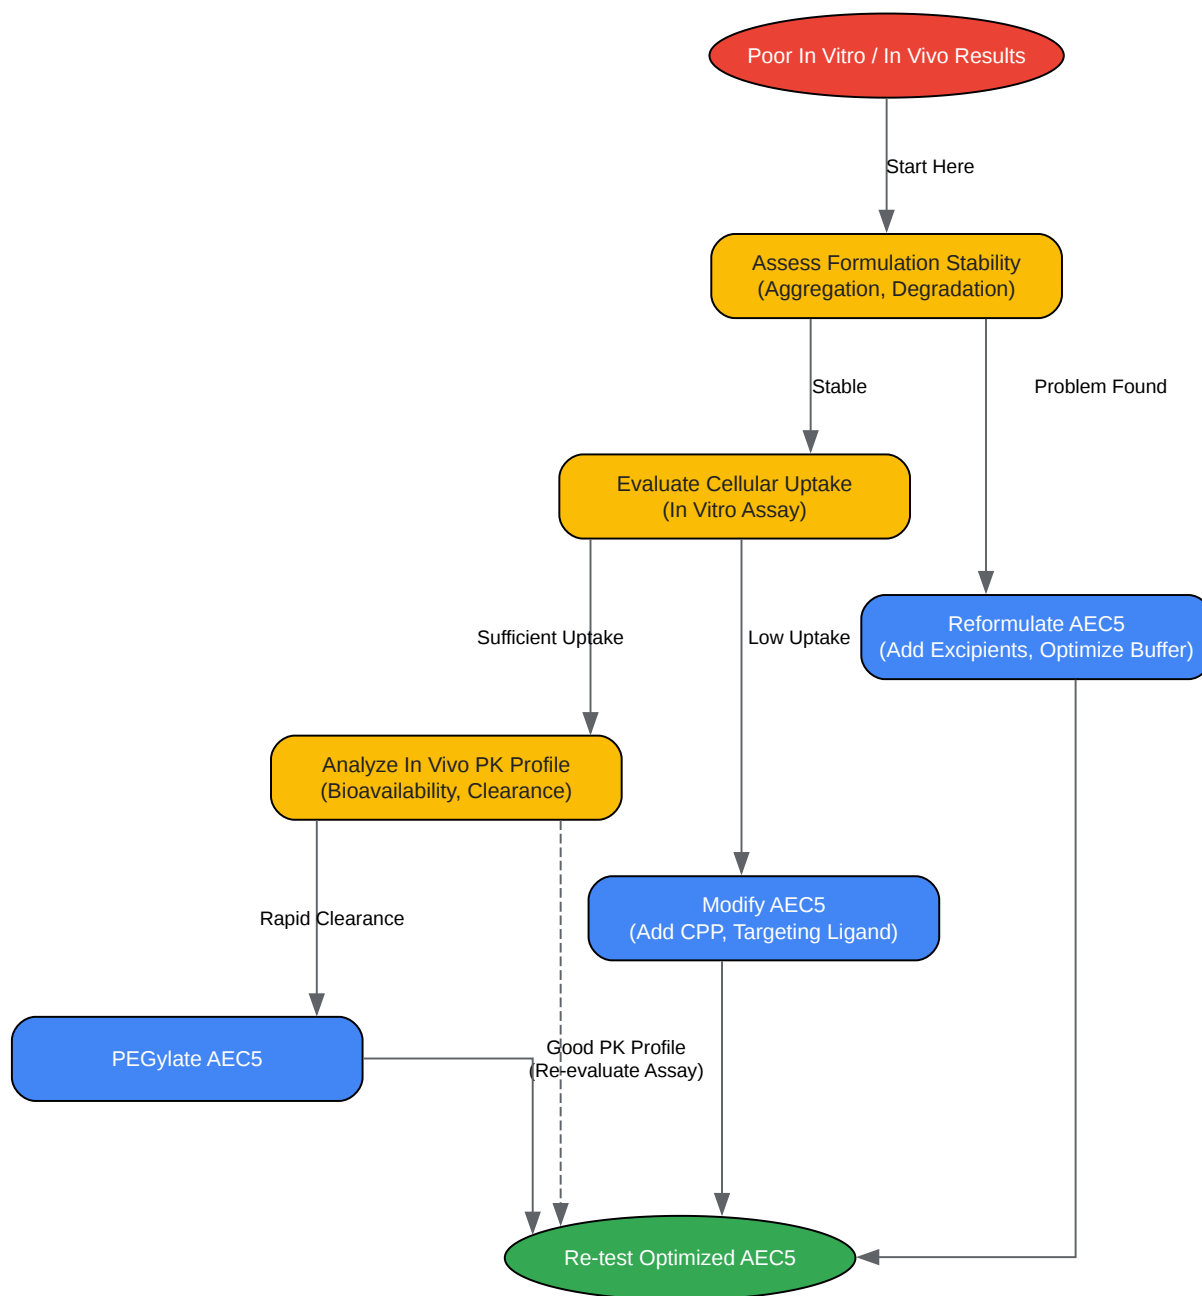 Poor In Vitro / In Vivo Results
Start Here
Assess Formulation Stability
(Aggregation, Degradation)
Stable
Problem Found
Evaluate Cellular Uptake
(In Vitro Assay)
Sufficient Uptake
Low Uptake
Reformulate AEC5
(Add Excipients, Optimize Buffer)
Analyze In Vivo PK Profile
(Bioavailability, Clearance)
Rapid Clearance
Modify AEC5
(Add CPP, Targeting Ligand)
PEGylate AEC5
Good PK Profile
(Re-evaluate Assay)
Re-test Optimized AEC5